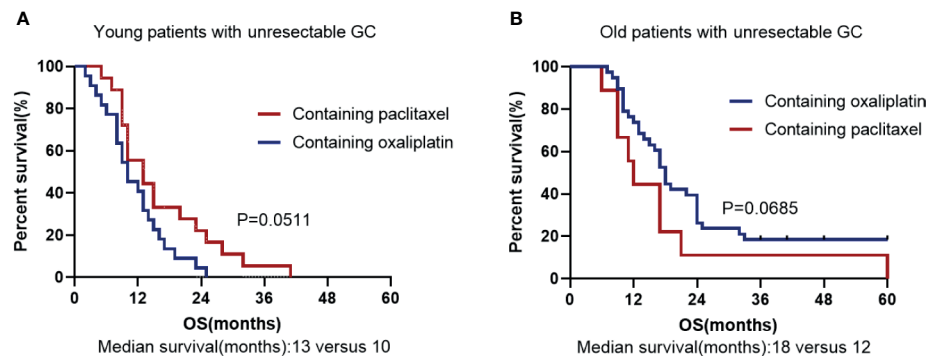 A
Young patients with unresectable GC
Percent survival(%)
100
80
60
40
20
0
Containing paclitaxel
Containing oxaliplatin
P=0.0511
0 12 24 36 48 60
OS(months)
Median survival(months):13 versus 10
B
Old patients with unresectable GC
Percent survival(%)
100
80
60
40
20
0
Containing oxaliplatin
Containing paclitaxel
P=0.0685
0 12 24 36 48 60
OS(months)
Median survival(months):18 versus 12